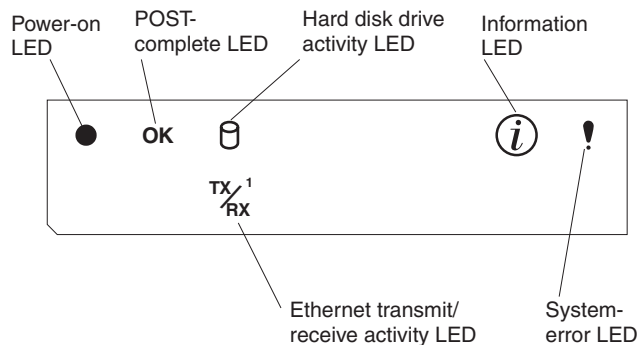 Power-on
LED
POST-
complete LED
Hard disk drive
activity LED
Information
LED
OK
i
!
TX/RX 1
Ethernet transmit/
receive activity LED
System-
error LED